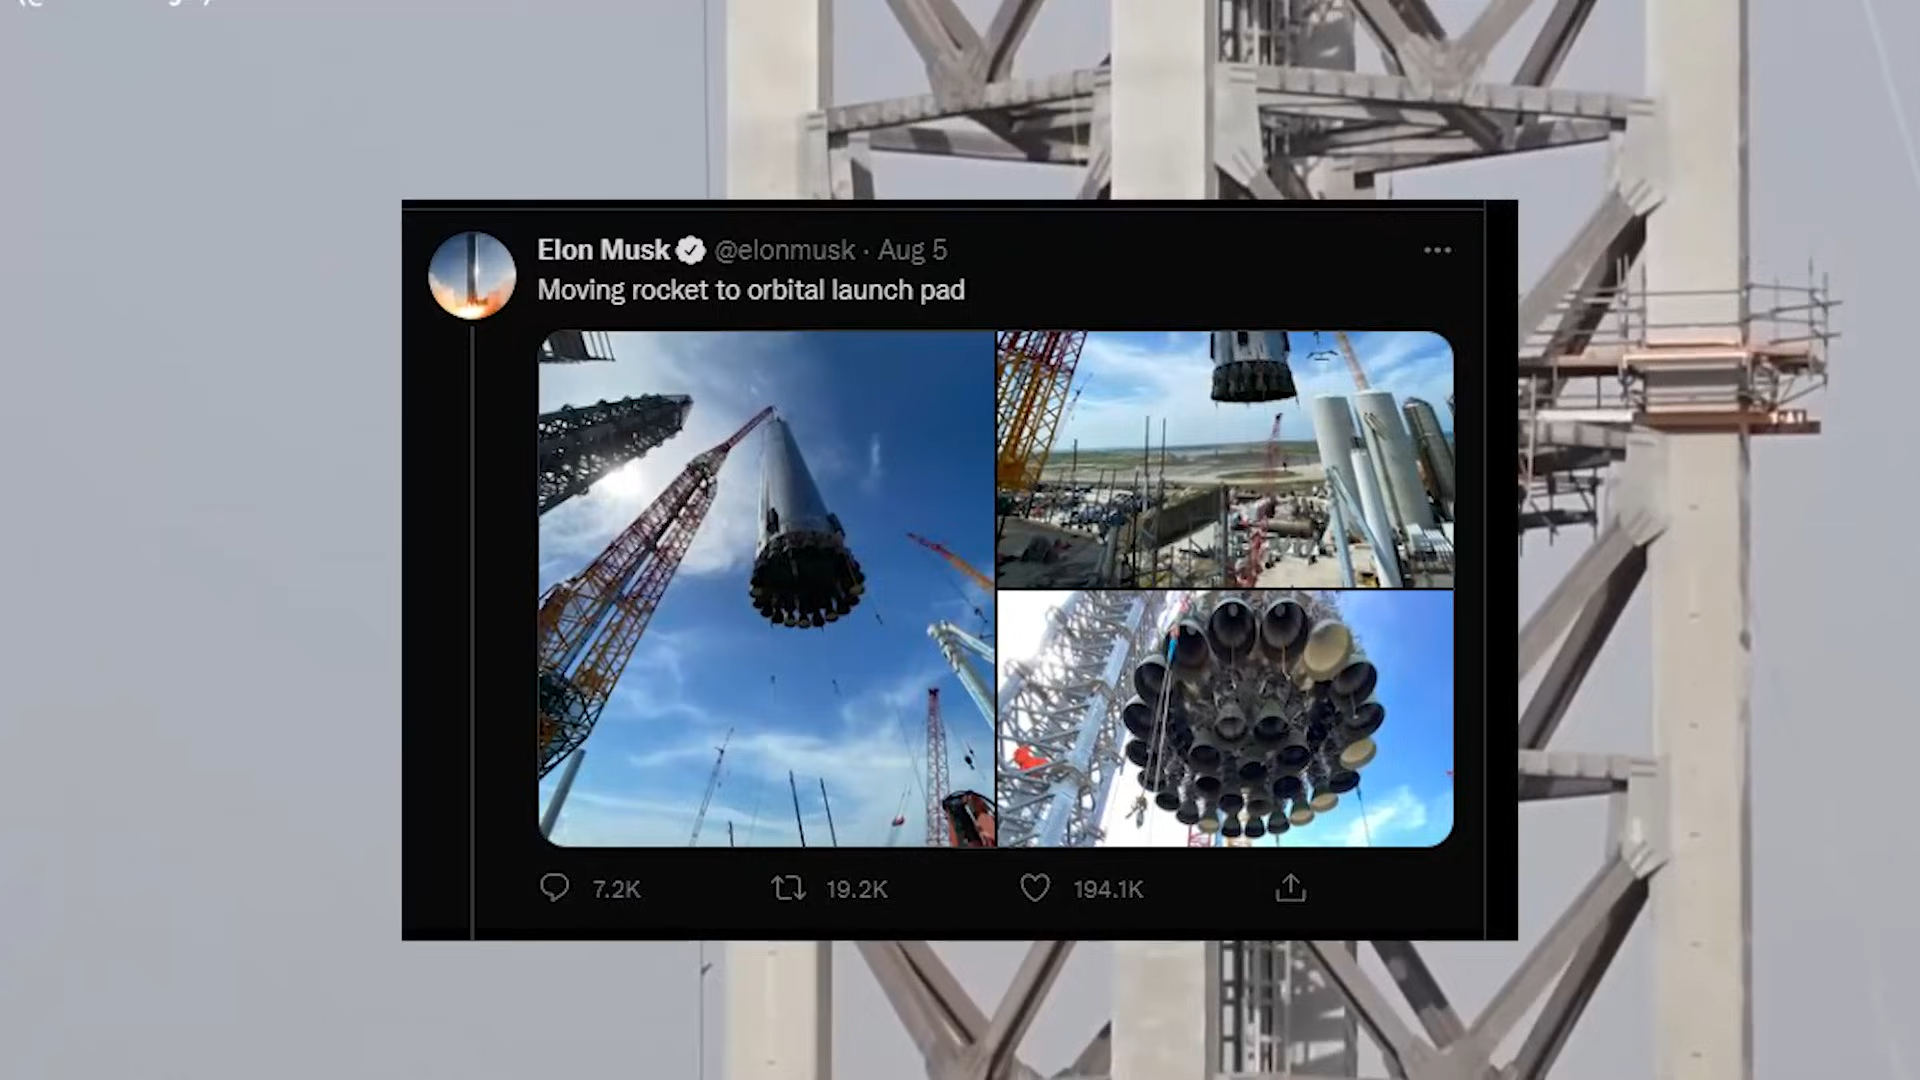 Elon Musk @elonmusk · Aug 5
Moving rocket to orbital launch pad
7.2K 19.2K 194.1K